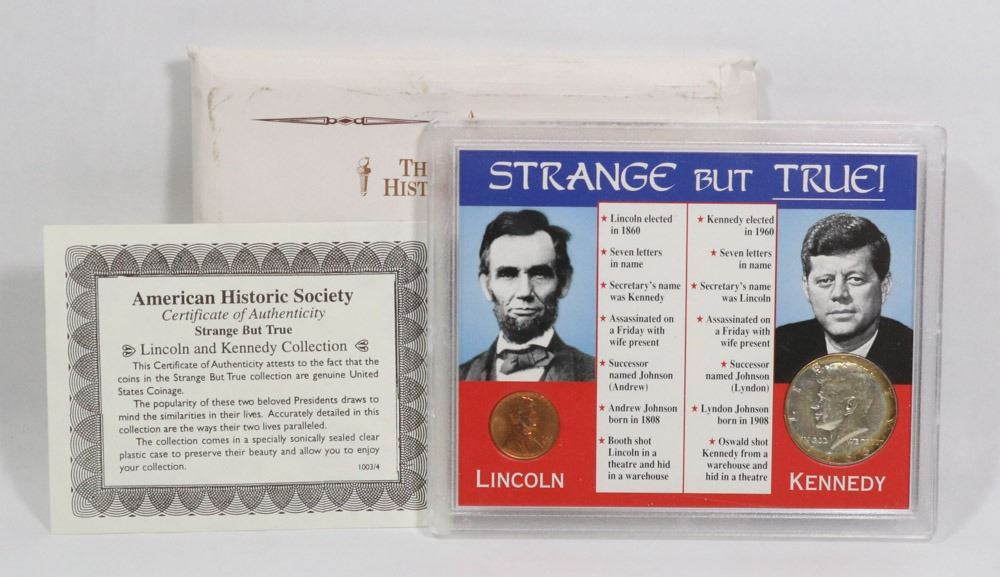 TH
HIST
American Historic Society
Certificate of Authenticity
Strange But True
Lincoln and Kennedy Collection
This Certificate of Authenticity attests to the fact that the
coins in the Strange But True collection are genuine United
States Coinage.
The popularity of these two beloved Presidents draws to
mind the similarities in their lives. Accurately detailed in this
collection are the ways their two lives paralleled.
The collection comes in a specially sonically sealed clear
plastic case to preserve their beauty and allow you to enjoy
your collection.
1003/4
STRANGE BUT TRUE!
★ Lincoln elected
in 1860
★ Seven letters
in name
★ Secretary's name
was Kennedy
★ Assassinated on
a Friday with
wife present
★ Successor
named Johnson
(Andrew)
★ Andrew Johnson
born in 1808
★ Booth shot
Lincoln in a
theatre and hid
in a warehouse
★ Kennedy elected
in 1960
★ Seven letters
in name
★ Secretary's name
was Lincoln
★ Assassinated on
a Friday with
wife present
★ Successor
named Johnson
(Lyndon)
★ Lyndon Johnson
born in 1908
★ Oswald shot
Kennedy from a
warehouse and
hid in a theatre
LINCOLN
KENNEDY